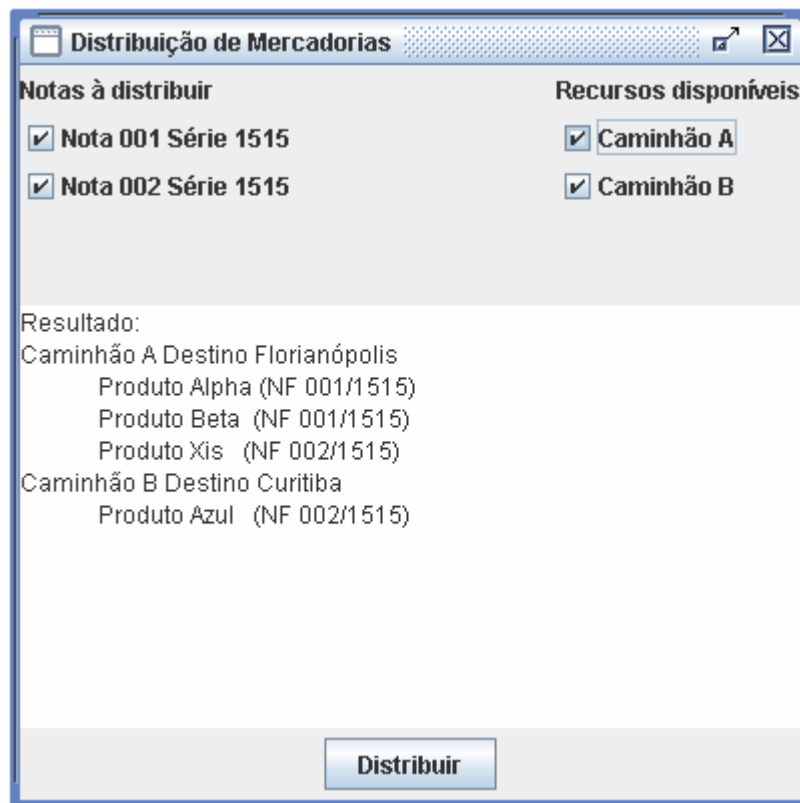 Distribuição de Mercadorias
Notas à distribuir
Recursos disponíveis
Nota 001 Série 1515
Caminhão A
Nota 002 Série 1515
Caminhão B
Resultado:
Caminhão A Destino Florianópolis
Produto Alpha (NF 001/1515)
Produto Beta (NF 001/1515)
Produto Xis (NF 002/1515)
Caminhão B Destino Curitiba
Produto Azul (NF 002/1515)
Distribuir